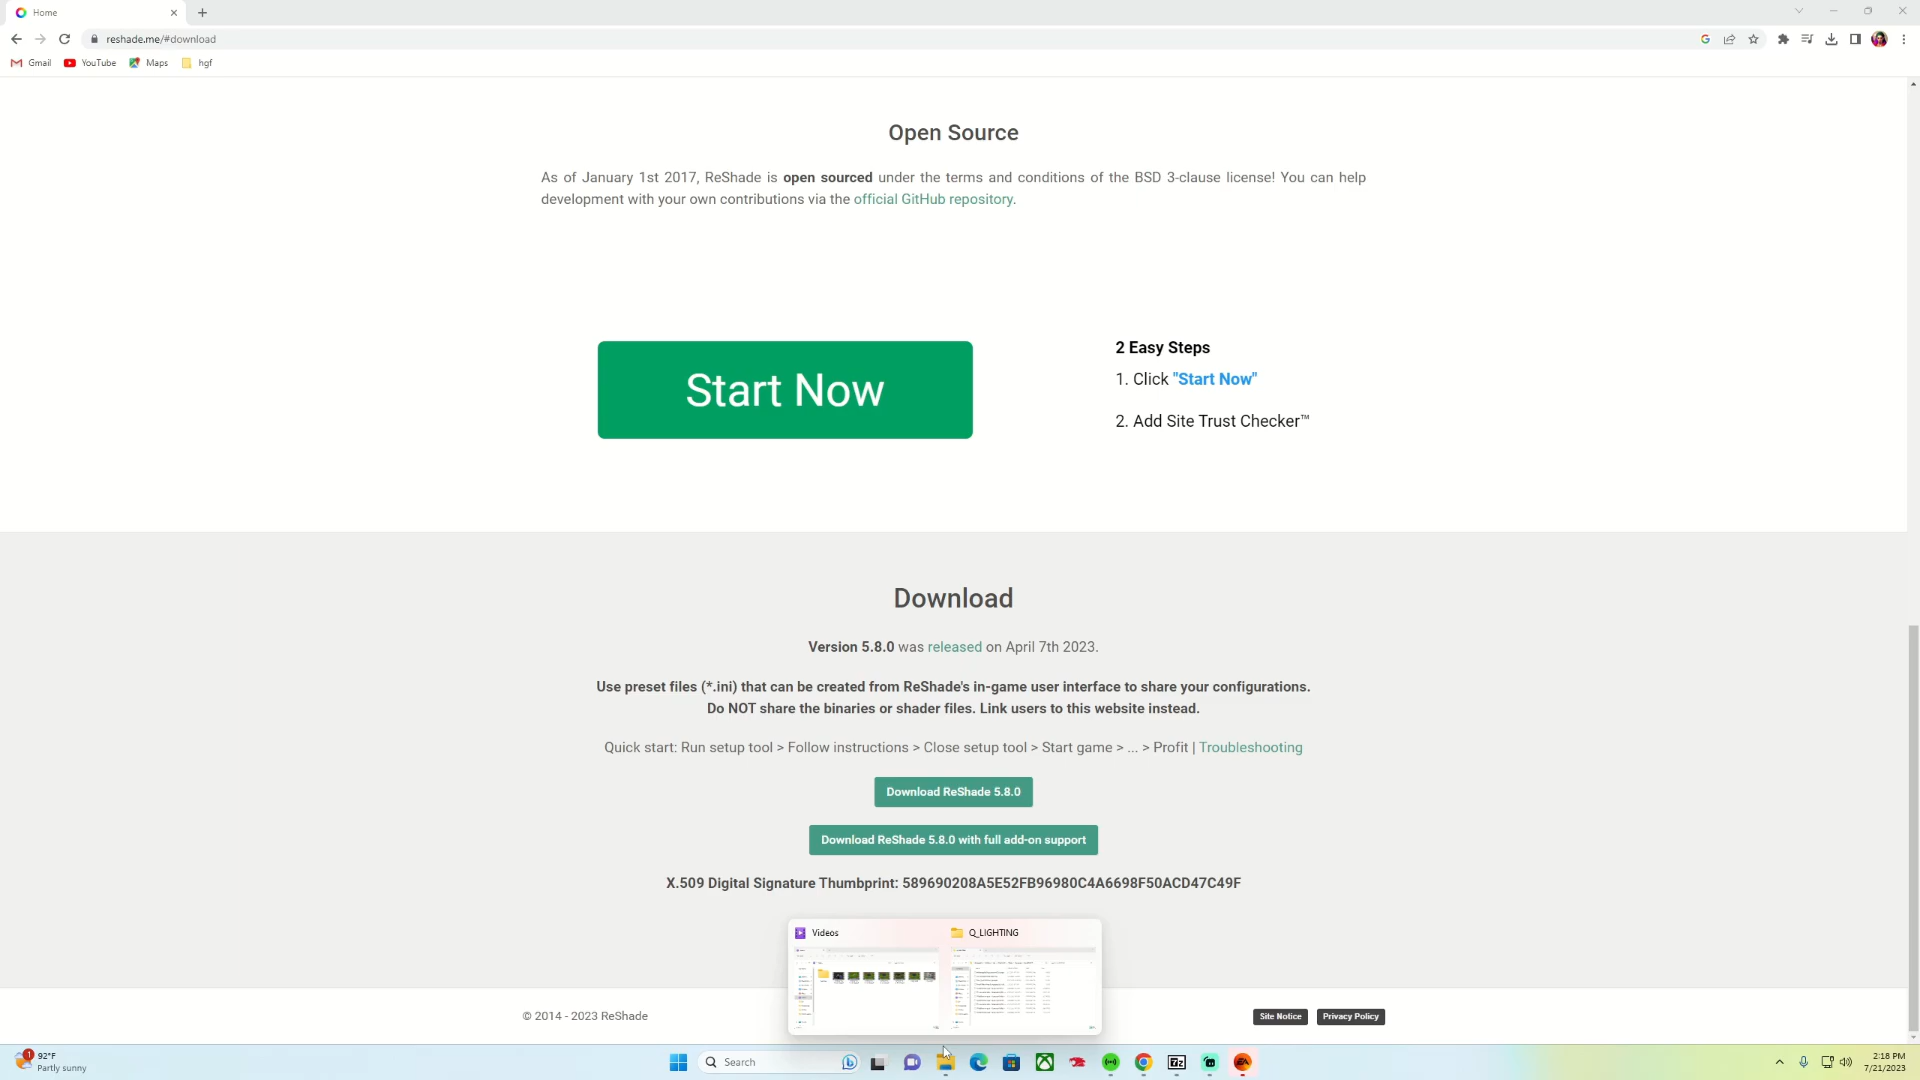 Home
reshade.me/#download
Gmail
YouTube
Maps
hgf
Open Source
As of January 1st 2017, ReShade is open sourced under the terms and conditions of the BSD 3-clause license! You can help
development with your own contributions via the official GitHub repository.
Start Now
2 Easy Steps
1. Click "Start Now"
2. Add Site Trust Checker™
Download
Version 5.8.0 was released on April 7th 2023.
Use preset files (*.ini) that can be created from ReShade's in-game user interface to share your configurations.
Do NOT share the binaries or shader files. Link users to this website instead.
Quick start: Run setup tool > Follow instructions > Close setup tool > Start game > ... > Profit | Troubleshooting
Download ReShade 5.8.0
Download ReShade 5.8.0 with full add-on support
X.509 Digital Signature Thumbprint: 589690208A5E52FB96980C4A6698F50ACD47C49F
Videos
Q_LIGHTING
© 2014 - 2023 ReShade
Site Notice
Privacy Policy
1
92°F
Partly sunny
Search
7z
EA
2:18 PM
7/21/2023